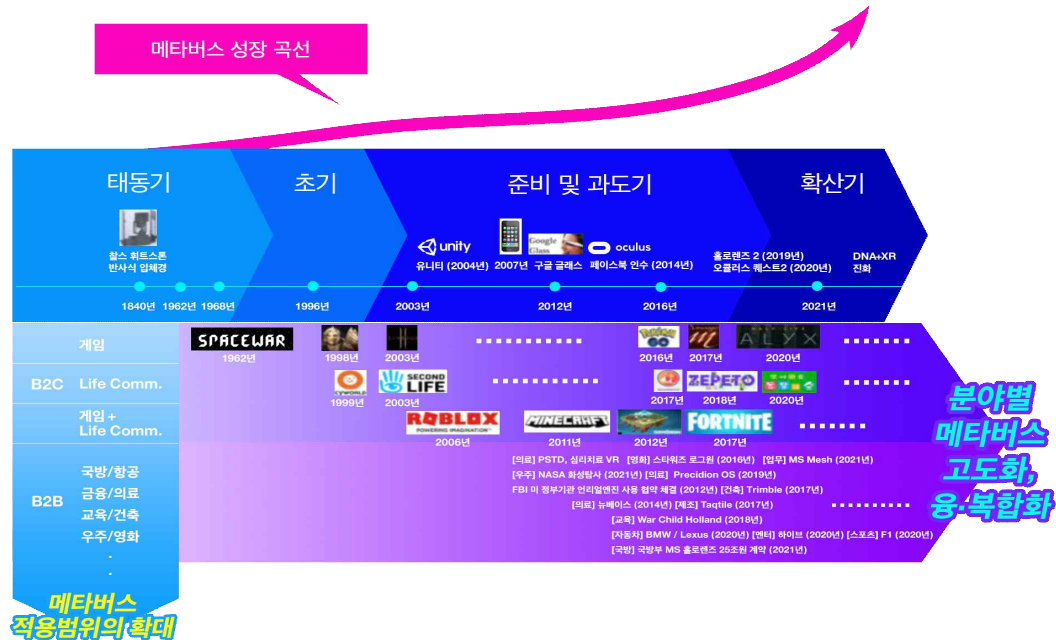 메타버스 성장 곡선
태동기
초기
준비 및 과도기
확산기
찰스 휘트스톤
반사식 입체경
unity
유니티 (2004년)
2007년
Google
Glass
구글 글래스
oculus
페이스북 인수 (2014년)
홀로렌즈 2 (2019년)
오큘러스 퀘스트2 (2020년)
DNA+XR
진화
1840년 1962년 1968년 1996년 2003년 2012년 2016년 2021년
게임
SPACEWAR
1962년
1998년
2003년
POKÉMON
GO
2016년
2017년
ALYX
2020년
B2C
Life Comm.
CYWORLD
1999년
SECOND
LIFE
2003년
2017년
ZEPETO
2018년
2020년
게임 +
Life Comm.
ROBLOX
POWERING IMAGINATION
2006년
MINECRAFT
2011년
2012년
FORTNITE
2017년
B2B
국방/항공
금융/의료
교육/건축
우주/영화
.
.
[의료] PSTD, 심리치료 VR [영화] 스타워즈 로그원 (2016년) [업무] MS Mesh (2021년)
[우주] NASA 화성탐사 (2021년) [의료] Precidion OS (2019년)
FBI 미 정부기관 언리얼엔진 사용 협약 체결 (2012년) [건축] Trimble (2017년)
[의료] 뉴베이스 (2014년) [제조] Taqtile (2017년)
[교육] War Child Holland (2018년)
[자동차] BMW / Lexus (2020년) [엔터] 하이브 (2020년) [스포츠] F1 (2020년)
[국방] 국방부 MS 홀로렌즈 25조원 계약 (2021년)
분야별
메타버스
고도화,
융·복합화
메타버스
적용범위의 확대